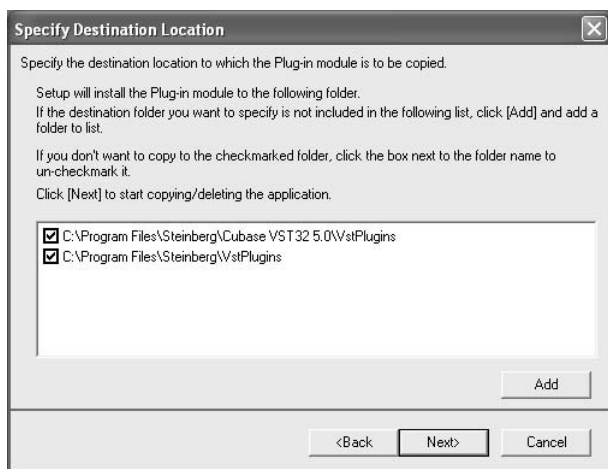 Specify Destination Location
Specify the destination location to which the Plug-in module is to be copied.
Setup will install the Plug-in module to the following folder.
If the destination folder you want to specify is not included in the following list, click [Add] and add a
folder to list.
If you don't want to copy to the checkmarked folder, click the box next to the folder name to
un-checkmark it.
Click [Next] to start copying/deleting the application.
C:\Program Files\Steinberg\Cubase VST32 5.0\VstPlugins
C:\Program Files\Steinberg\VstPlugins
Add
<Back Next> Cancel